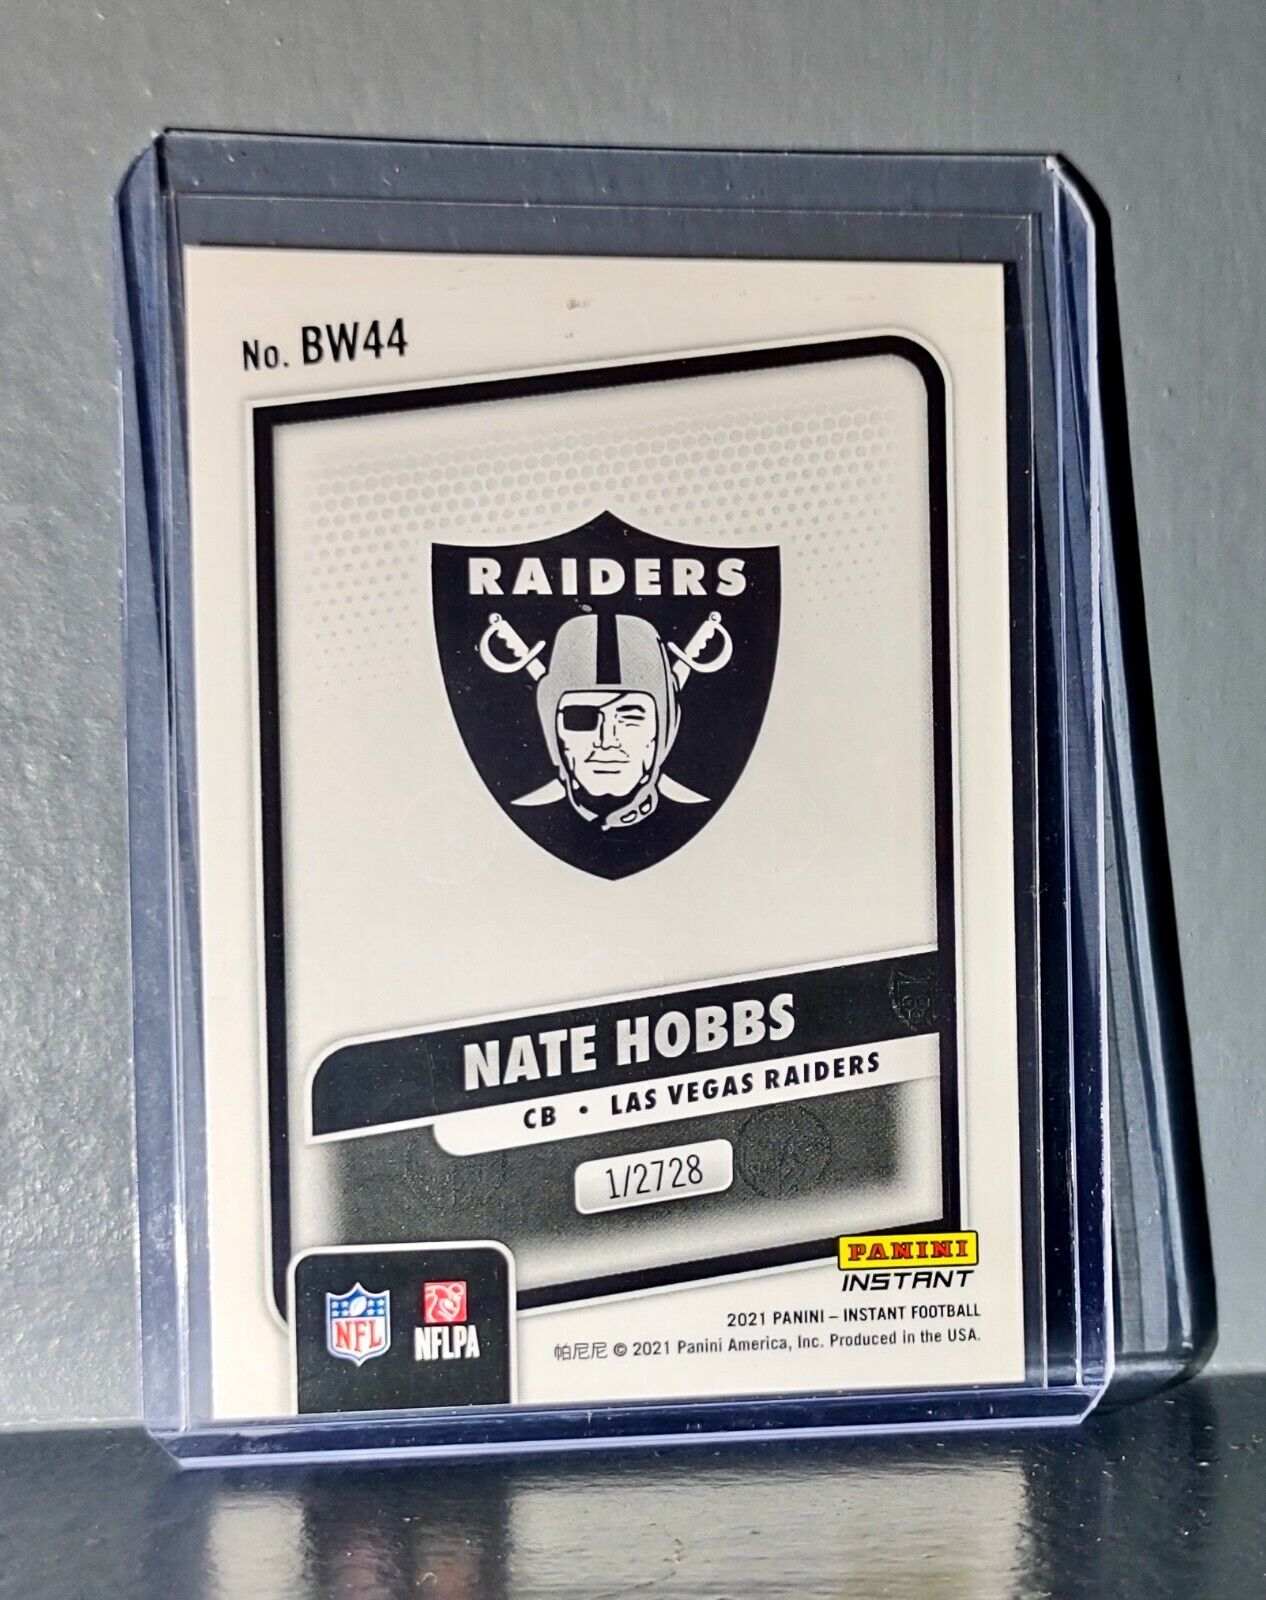 No. BW44
RAIDERS
NATE HOBBS
CB • LAS VEGAS RAIDERS
1/2728
PANINI
INSTANT
NFL
NFLPA
2021 PANINI – INSTANT FOOTBALL
帕尼尼 © 2021 Panini America, Inc. Produced in the USA.